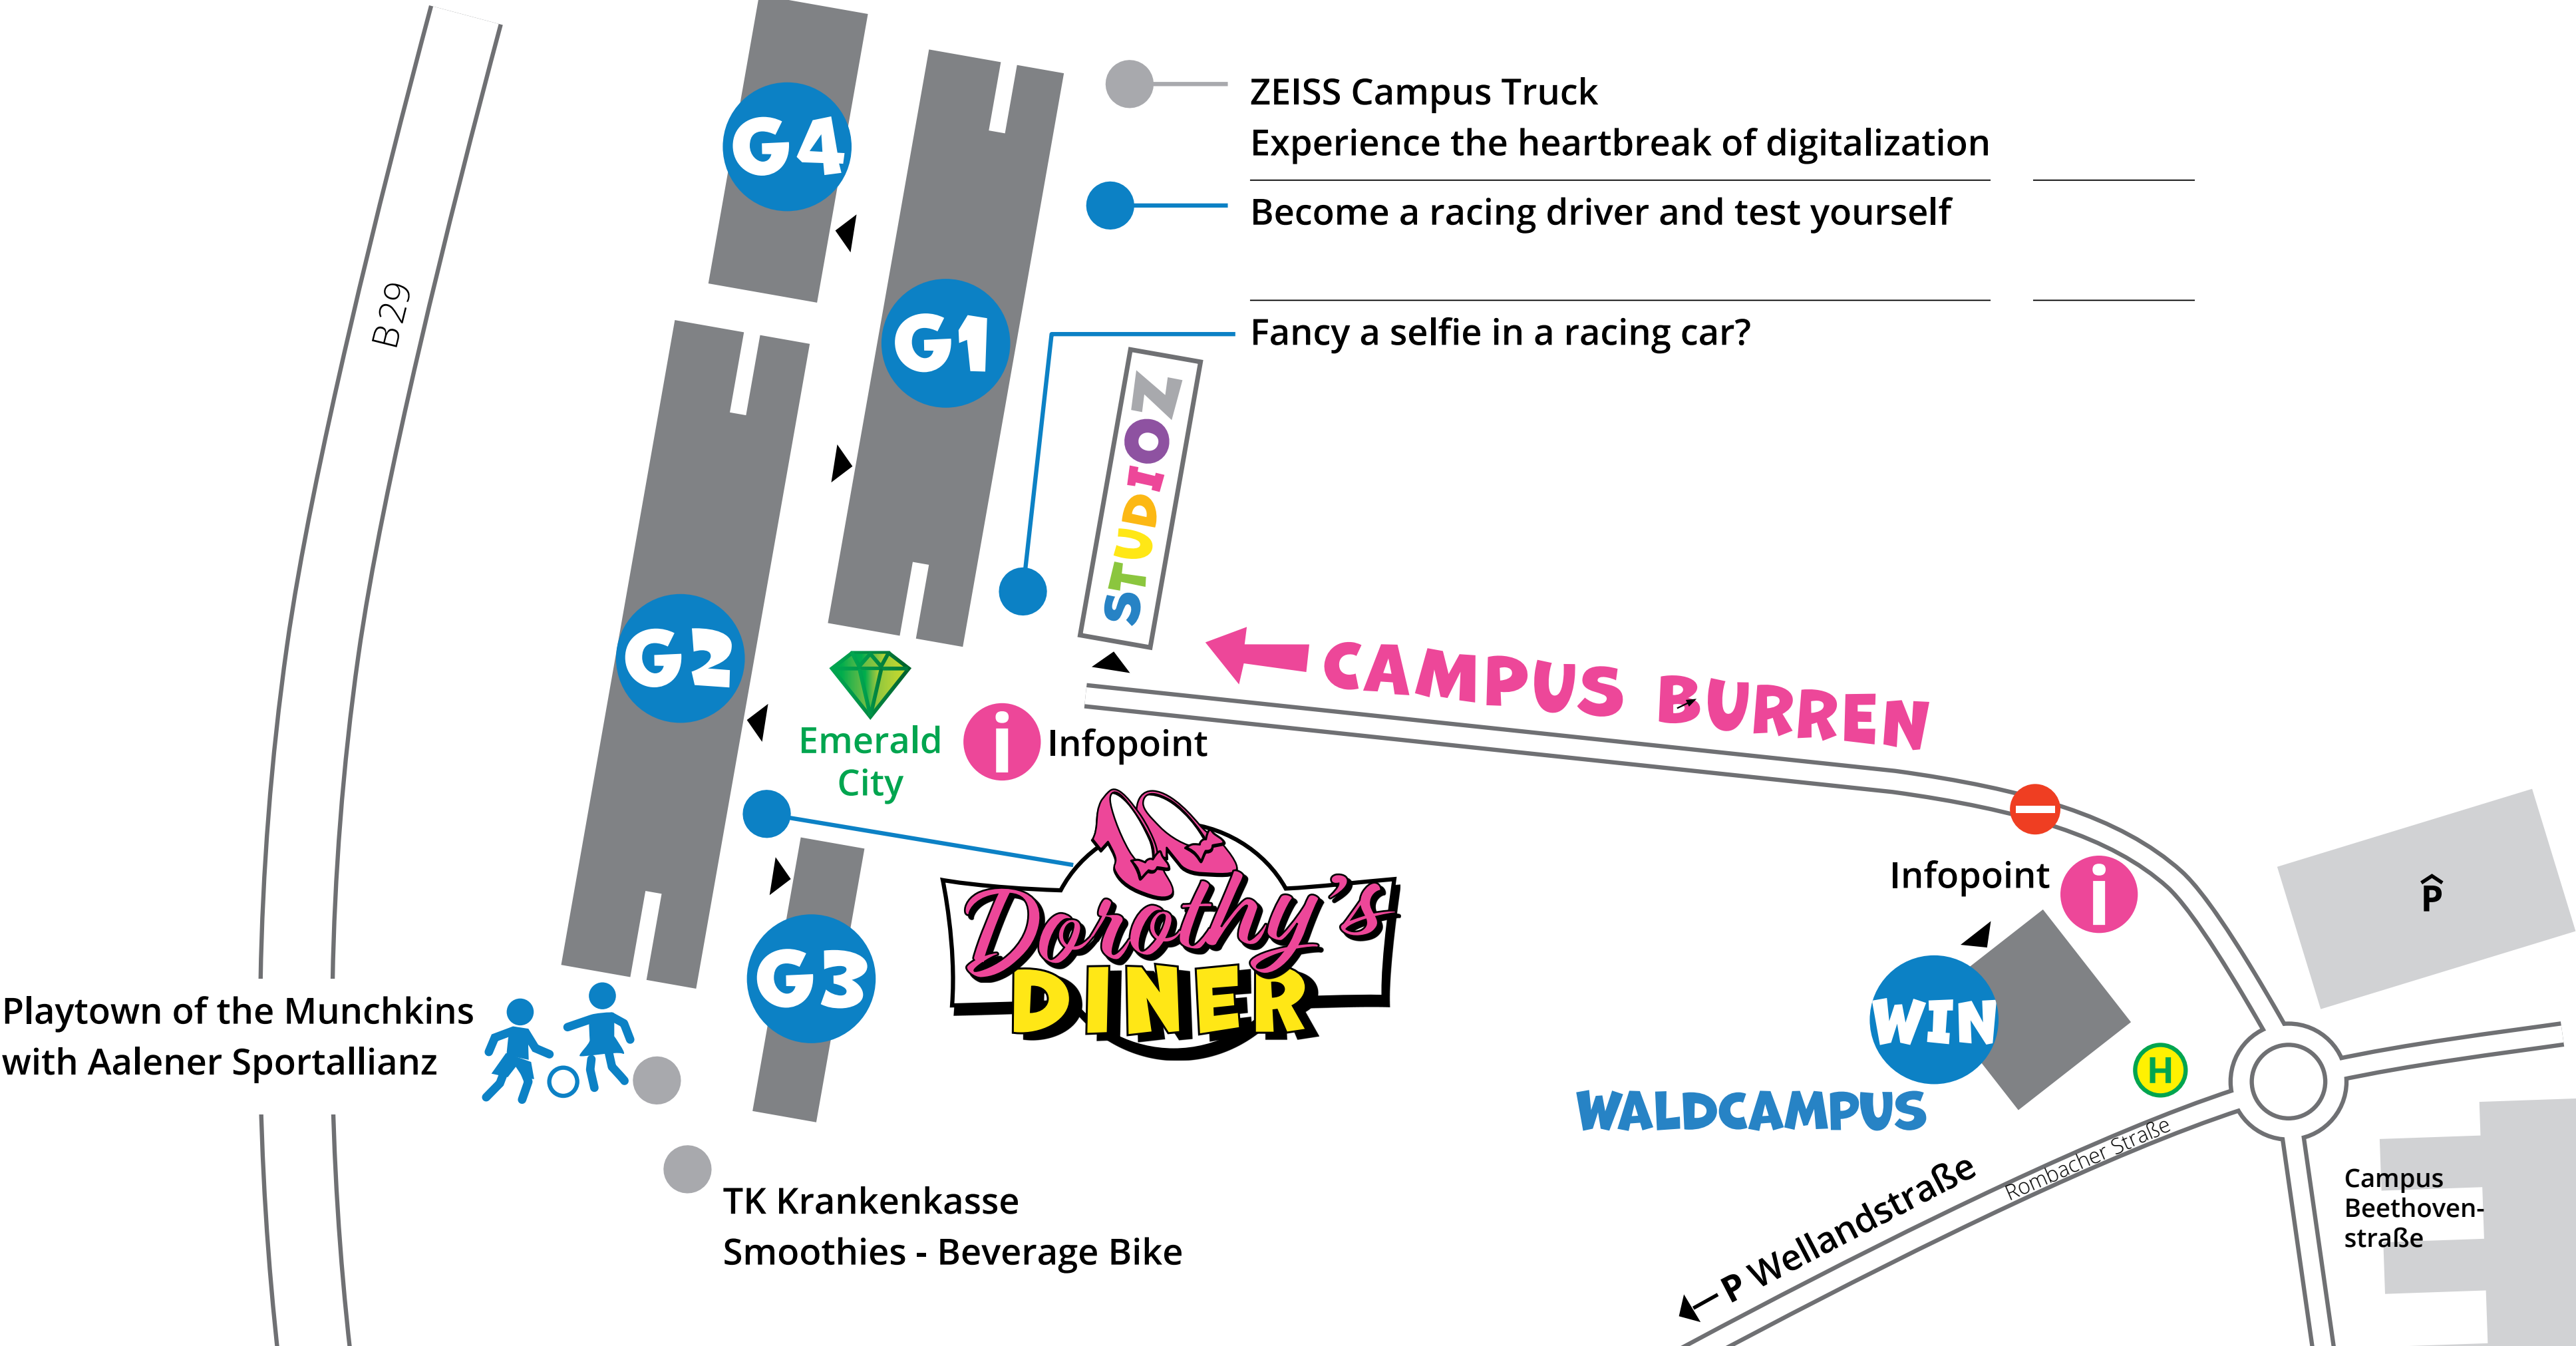 ZEISS Campus Truck
Experience the heartbreak of digitalization
Become a racing driver and test yourself
Fancy a selfie in a racing car?
G4
G1
B29
STUDIOZ
G2
CAMPUS BURREN
Emerald
City
i Infopoint
Dorothy's
DINER
G3
Infopoint i
P
WIN
Playtown of the Munchkins
with Aalener Sportallianz
H
WALDCAMPUS
Rombacher Straße
P Wellandstraße
Campus
Beethoven-
straße
TK Krankenkasse
Smoothies - Beverage Bike